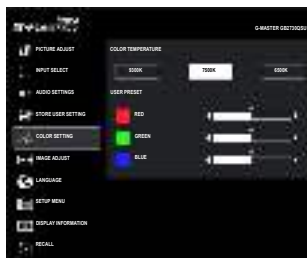 G-MASTER GB2730QSU
PICTURE ADJUST
COLOR TEMPERATURE
INPUT SELECT
9300K
7500K
6500K
AUDIO SETTINGS
USER PRESET
STORE USER SETTING
RED
COLOR SETTING
GREEN
IMAGE ADJUST
BLUE
LANGUAGE
SETUP MENU
DISPLAY INFORMATION
RECALL